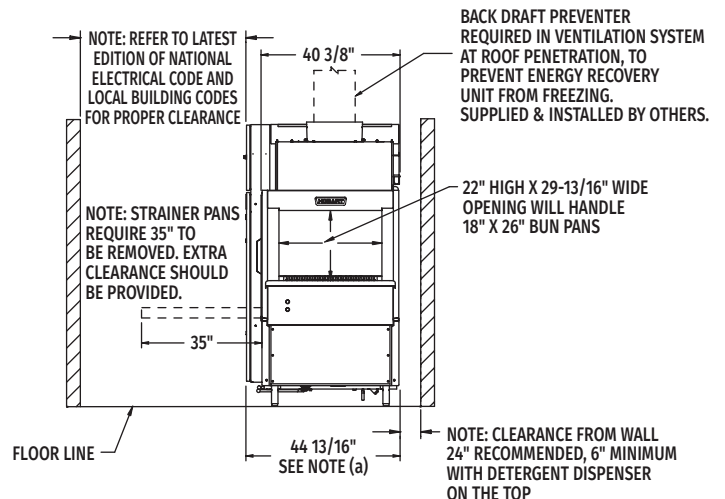 NOTE: REFER TO LATEST
EDITION OF NATIONAL
ELECTRICAL CODE AND
LOCAL BUILDING CODES
FOR PROPER CLEARANCE
40 3/8"
BACK DRAFT PREVENTER
REQUIRED IN VENTILATION SYSTEM
AT ROOF PENETRATION, TO
PREVENT ENERGY RECOVERY
UNIT FROM FREEZING.
SUPPLIED & INSTALLED BY OTHERS.
HOBART
22" HIGH X 29-13/16" WIDE
OPENING WILL HANDLE
18" X 26" BUN PANS
NOTE: STRAINER PANS
REQUIRE 35" TO
BE REMOVED. EXTRA
CLEARANCE SHOULD
BE PROVIDED.
35"
FLOOR LINE
44 13/16"
SEE NOTE (a)
NOTE: CLEARANCE FROM WALL
24" RECOMMENDED, 6" MINIMUM
WITH DETERGENT DISPENSER
ON THE TOP